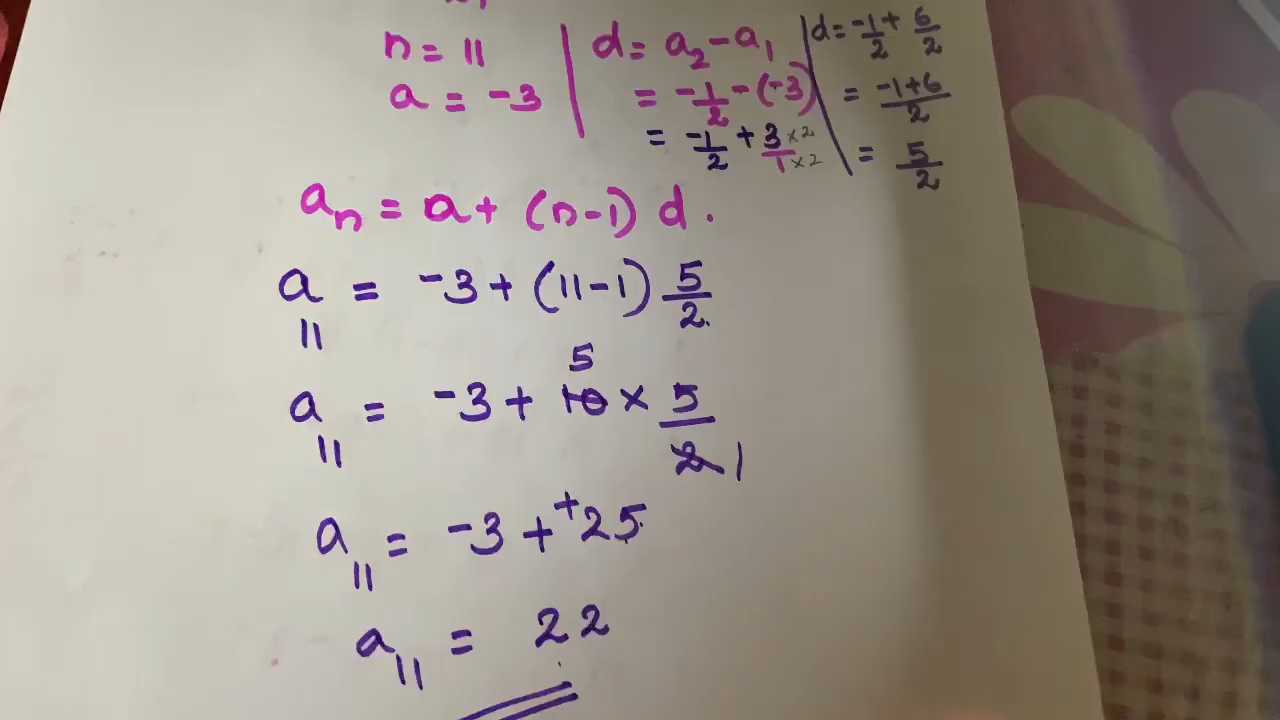 n = 11
a = -3
d = a₂ - a₁
= -1/2 - (-3)
= -1/2 + 3×2/1×2
d = -1/2 + 6/2
= -1+6/2
= 5/2
aₙ = a + (n-1) d.
a₁₁ = -3 + (11-1) 5/2
a₁₁ = -3 + 10 5 × 5/2 1
a₁₁ = -3 + +25
a₁₁ = 22